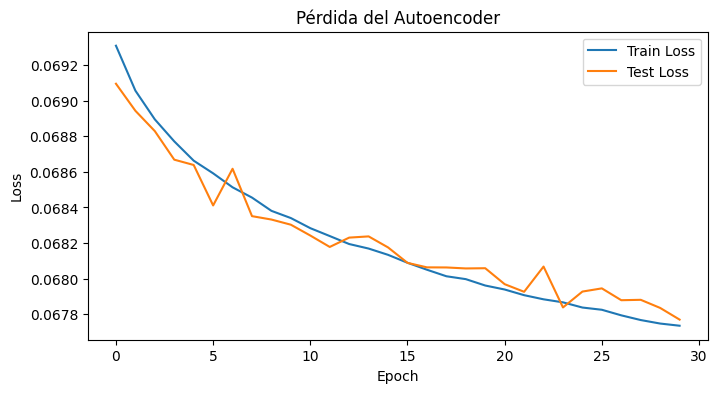 Pérdida del Autoencoder
Train Loss
Test Loss
Loss
0.0692
0.0690
0.0688
0.0686
0.0684
0.0682
0.0680
0.0678
0 5 10 15 20 25 30
Epoch